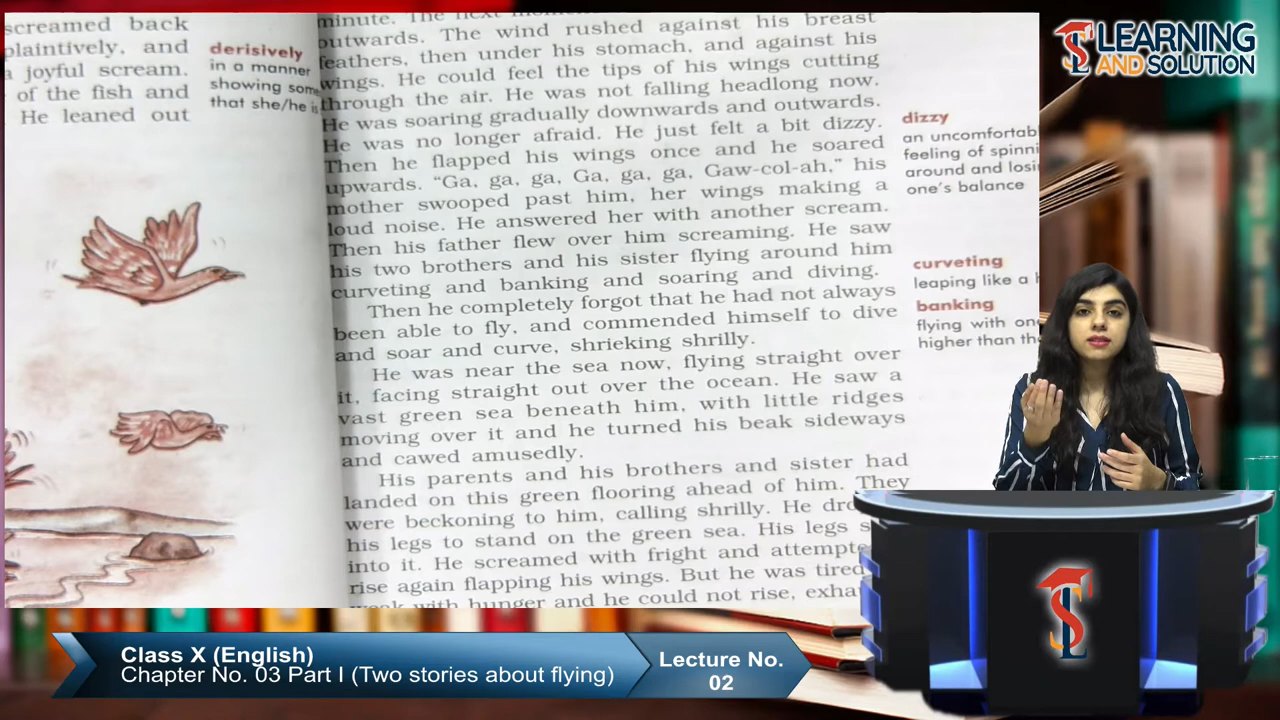 screamed back
plaintively, and
a joyful scream.
of the fish and
He leaned out
derisively
in a manner
showing some
that she/he is
minute. The next
outwards. The wind rushed against his breast
feathers, then under his stomach, and against his
wings. He could feel the tips of his wings cutting
through the air. He was not falling headlong now.
He was soaring gradually downwards and outwards.
He was no longer afraid. He just felt a bit dizzy.
Then he flapped his wings once and he soared
upwards. “Ga, ga, ga, Ga, ga, ga, Gaw-col-ah,” his
mother swooped past him, her wings making a
loud noise. He answered her with another scream.
Then his father flew over him screaming. He saw
his two brothers and his sister flying around him
curveting and banking and soaring and diving.
Then he completely forgot that he had not always
been able to fly, and commended himself to dive
and soar and curve, shrieking shrilly.
He was near the sea now, flying straight over
it, facing straight out over the ocean. He saw a
vast green sea beneath him, with little ridges
moving over it and he turned his beak sideways
and cawed amusedly.
His parents and his brothers and sister had
landed on this green flooring ahead of him. They
were beckoning to him, calling shrilly. He dro
his legs to stand on the green sea. His legs s
into it. He screamed with fright and attempte
rise again flapping his wings. But he was tired
weak with hunger and he could not rise, exha
dizzy
an uncomfortabl
feeling of spinni
around and losi
one's balance
curveting
leaping like a h
banking
flying with on
higher than th
LEARNING
AND SOLUTION
Class X (English)
Chapter No. 03 Part I (Two stories about flying)
Lecture No.
02